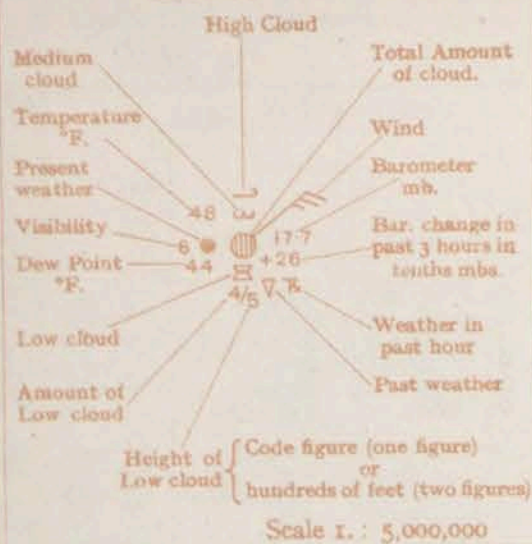 High Cloud
Medium
cloud
Total Amount
of cloud.
Temperature
°F.
Wind
Present
weather
Barometer
mb.
48
Visibility
6
17·7
Bar. change in
past 3 hours in
tenths mbs.
+26
Dew Point
°F.
44
4/5
Low cloud
Weather in
past hour
Amount of
Low cloud
Past weather
Height of
Low cloud
Code figure (one figure)
or
hundreds of feet (two figures)
Scale 1. : 5,000,000